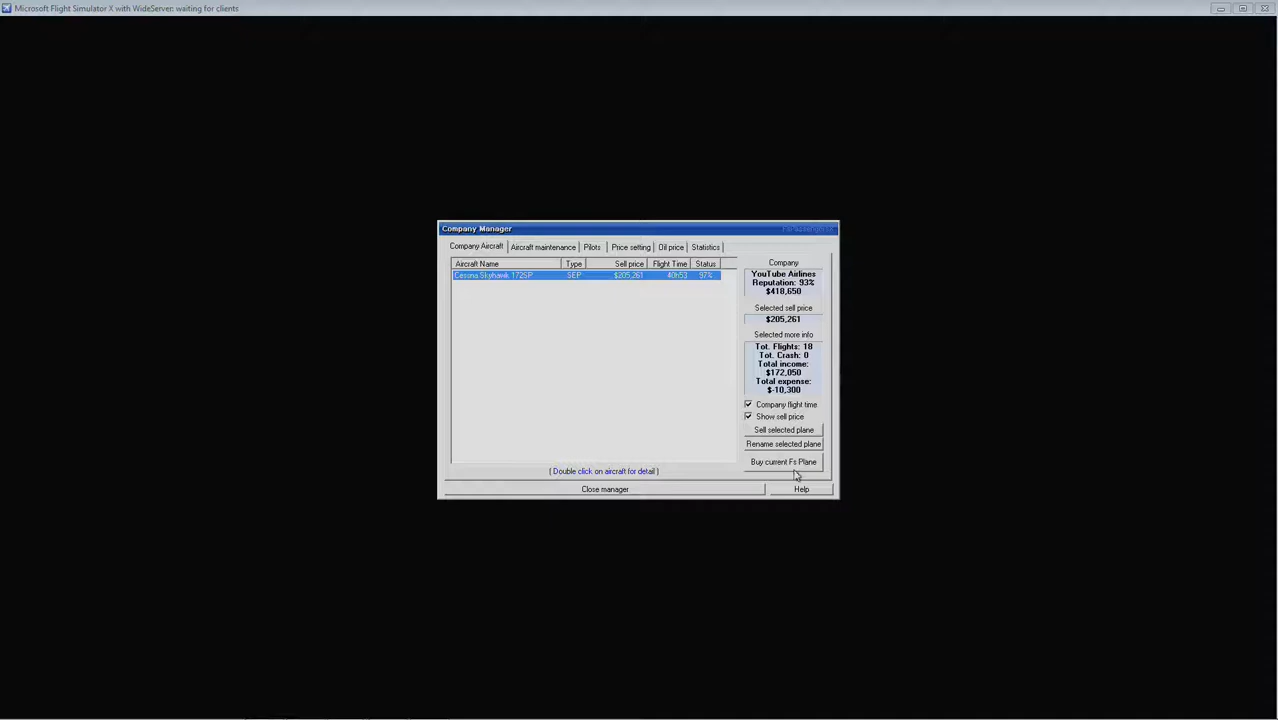 Microsoft Flight Simulator X with WideServer: waiting for clients
Company Manager
FsPassengersX
Company Aircraft
Aircraft maintenance
Pilots
Price setting
Oil price
Statistics
Aircraft Name
Type
Sell price
Flight Time
Status
Cessna Skyhawk 172SP
SEP
$205,261
40h53
97%
Company
YouTube Airlines
Reputation: 93%
$418,650
Selected sell price
$205,261
Selected more info
Tot. Flights: 18
Tot. Crash: 0
Total income:
$172,050
Total expense:
$-10,300
Company flight time
Show sell price
Sell selected plane
Rename selected plane
Buy current Fs Plane
( Double click on aircraft for detail )
Close manager
Help